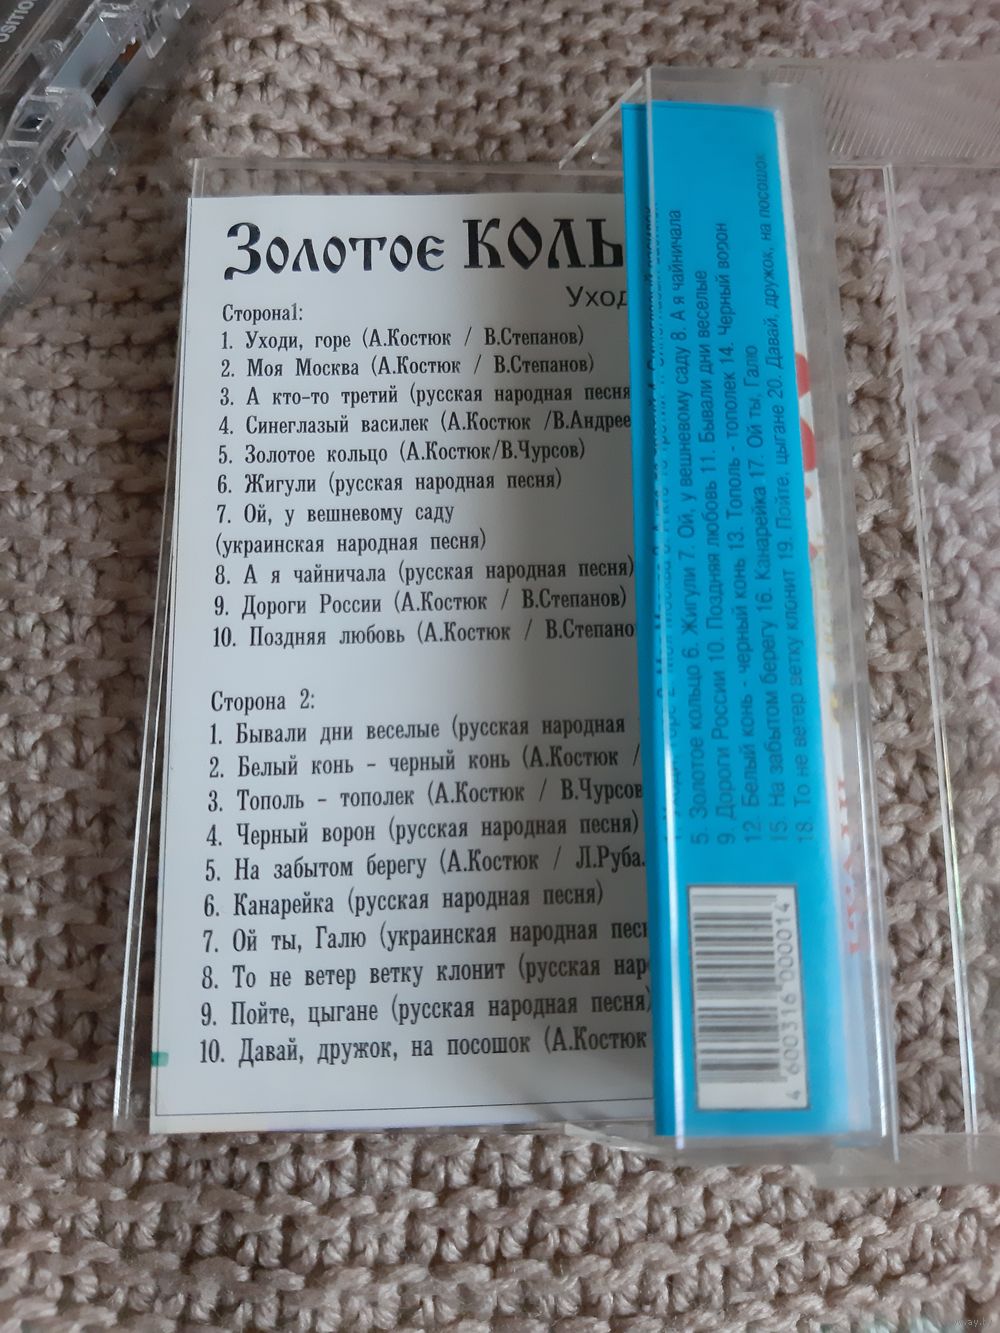 Золотое КОЛЬ
Уход
Сторона1:
1. Уходи, горе (А.Костюк / В.Степанов)
2. Моя Москва (А.Костюк / В.Степанов)
3. А кто-то третий (русская народная песня
4. Синеглазый василек (А.Костюк /В.Андрее
5. Золотое кольцо (А.Костюк/В.Чурсов)
6. Жигули (русская народная песня)
7. Ой, у вешневому саду
(украинская народная песня)
8. А я чайничала (русская народная песня)
9. Дороги России (А.Костюк / В.Степанов)
10. Поздняя любовь (А.Костюк / В.Степано
Сторона 2:
1. Бывали дни веселые (русская народная
2. Белый конь - черный конь (А.Костюк /
3. Тополь - тополек (А.Костюк / В.Чурсов
4. Черный ворон (русская народная песня)
5. На забытом берегу (А.Костюк / Л.Руба
6. Канарейка (русская народная песня)
7. Ой ты, Галю (украинская народная пес
8. То не ветер ветку клонит (русская нар
9. Пойте, цыгане (русская народная песня)
10. Давай, дружок, на посошок (А.Костюк
5. Золотое кольцо 6. Жигули 7. Ой, у вешневому саду 8. А я чайничала
9. Дороги России 10. Поздняя любовь 11. Бывали дни веселые
12. Белый конь - черный конь 13. Тополь - тополек 14. Черный ворон
15. На забытом берегу 16. Канарейка 17. Ой ты, Галю
18. То не ветер ветку клонит 19. Пойте, цыгане 20. Давай, дружок, на посошок
4 600316 000014